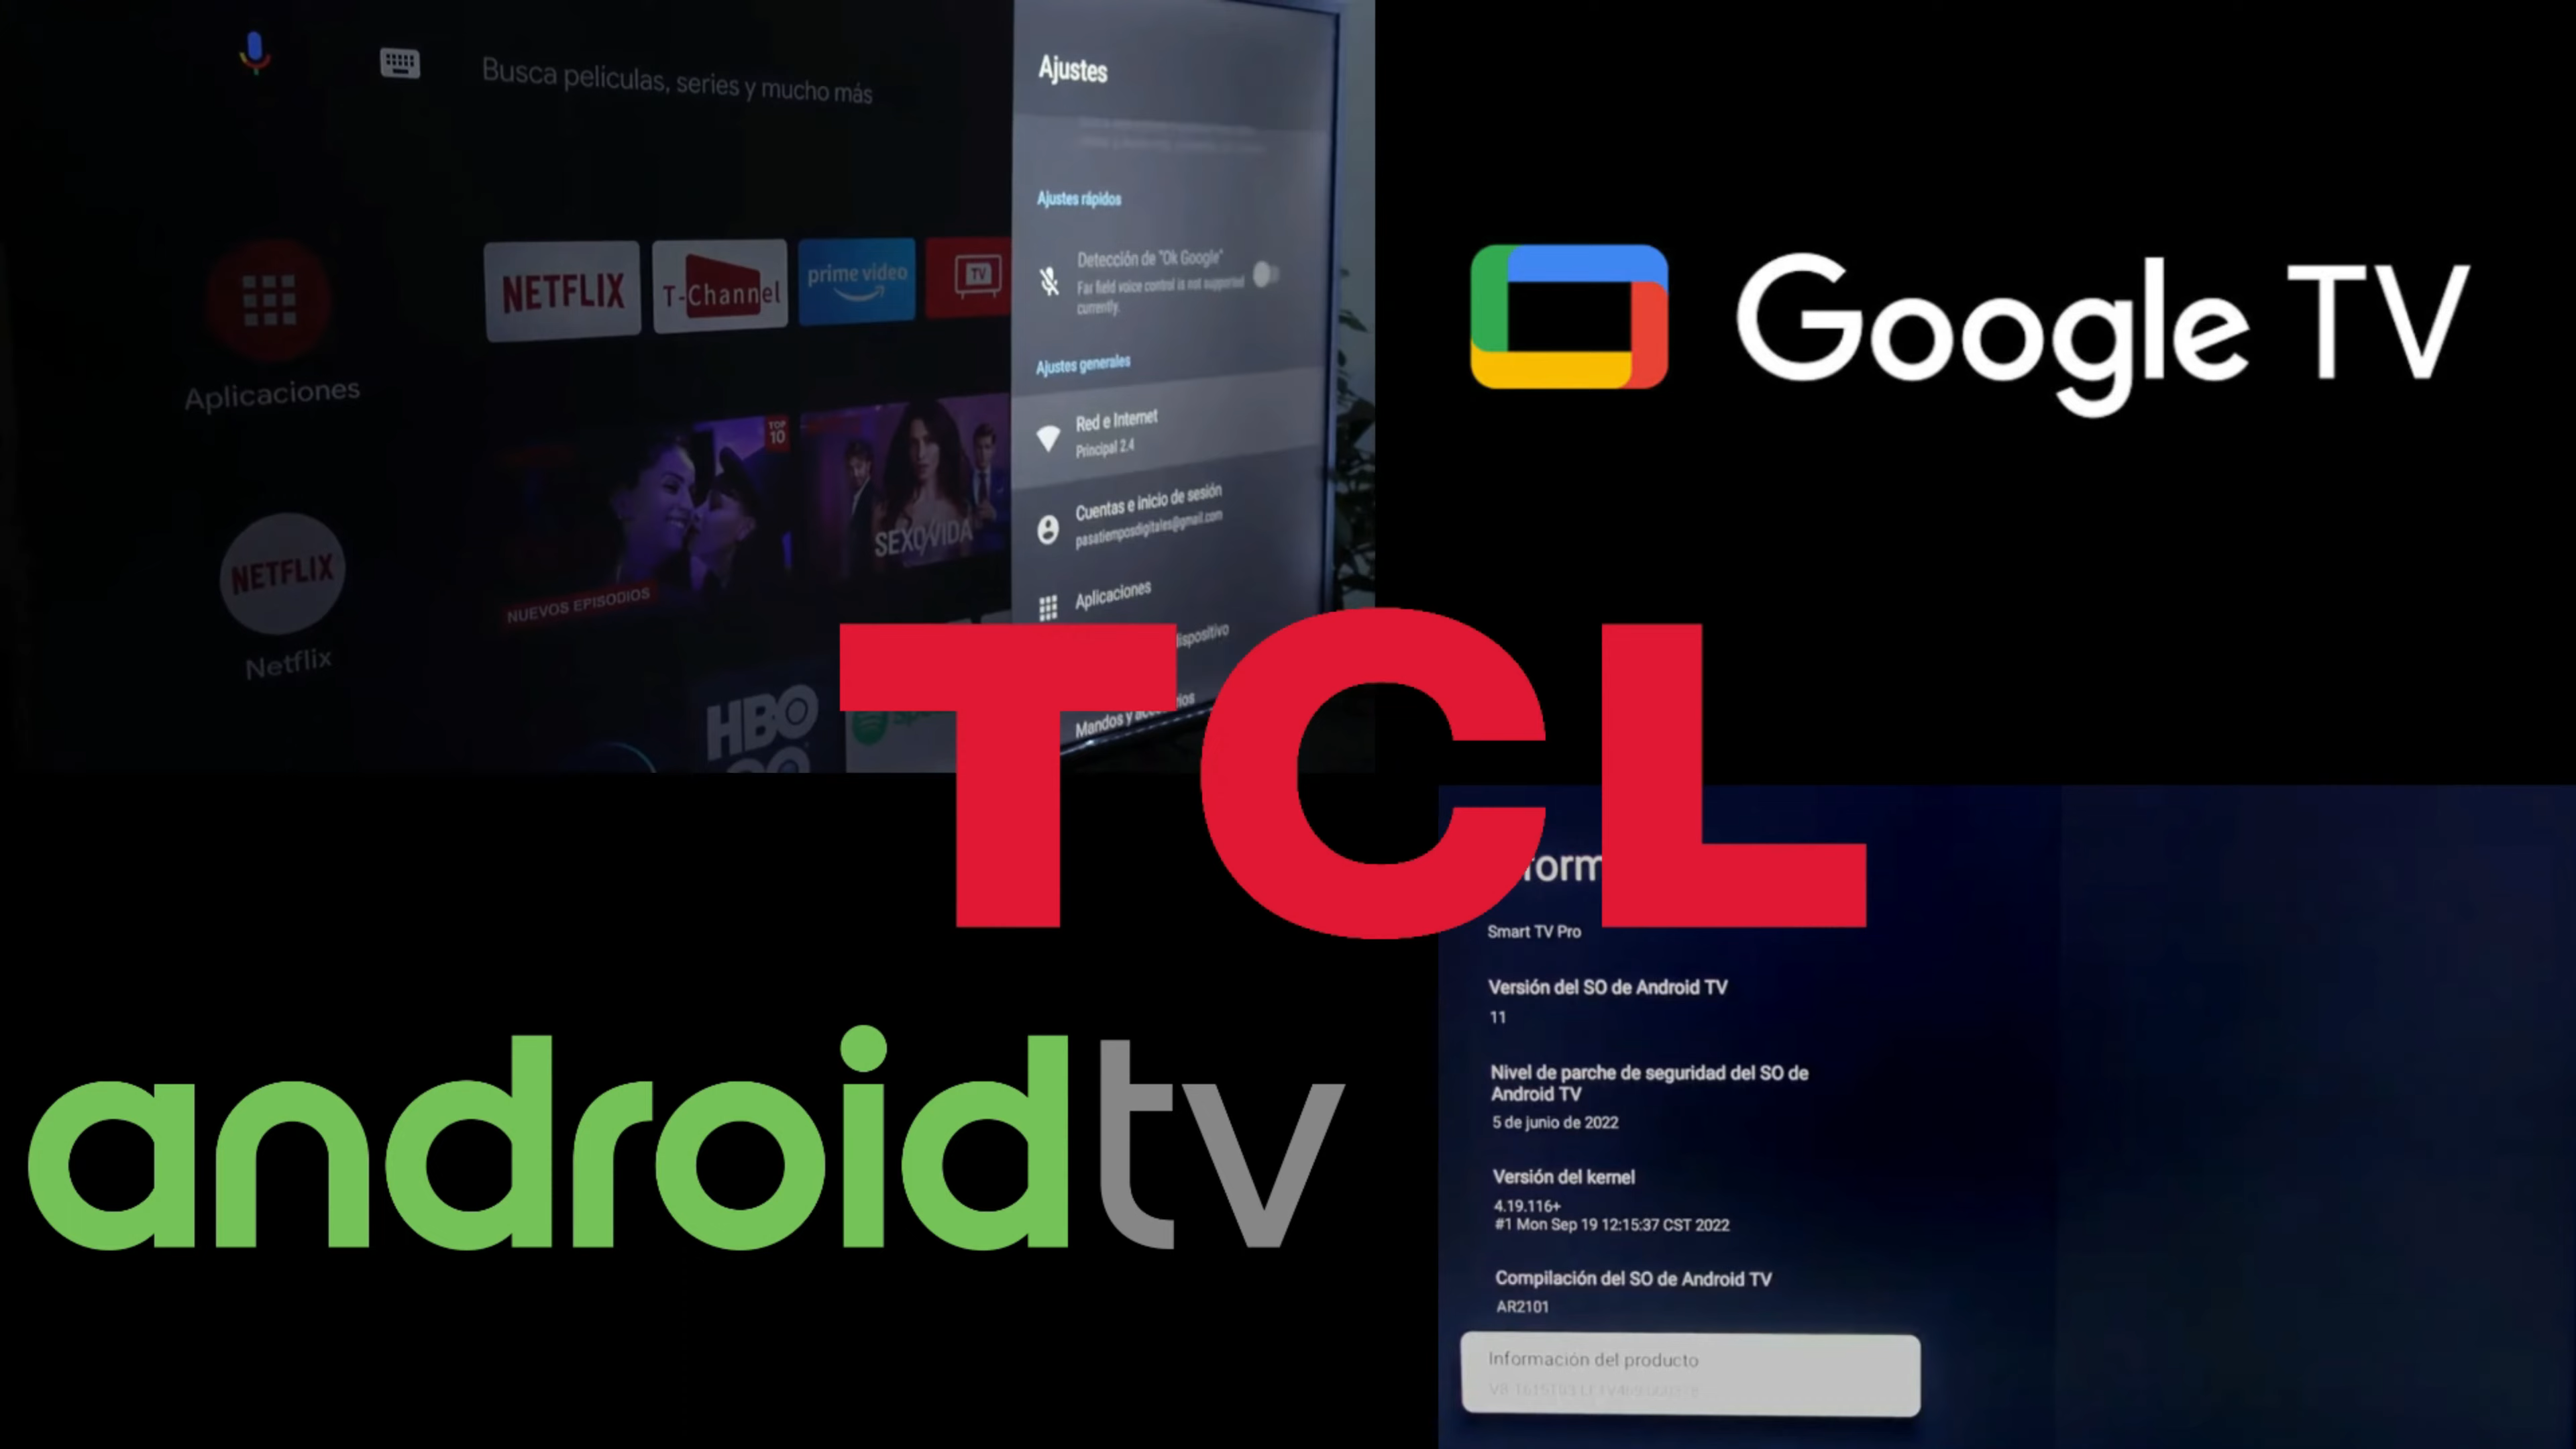 Busca películas, series y mucho más
Aplicaciones
NETFLIX
T-Channel
prime video
TV
TOP
10
SEXO/VIDA
NUEVOS EPISODIOS
NETFLIX
Netflix
HBO
GO
Ajustes
Ajustes rápidos
Detección de "Ok Google"
Far field voice control is not supported
currently.
Ajustes generales
Red e Internet
Principal 2.4
Cuentas e inicio de sesión
pasatiemposdigitales@gmail.com
Aplicaciones
Mandos y
Google TV
TCL
androidtv
Smart TV Pro
Versión del SO de Android TV
11
Nivel de parche de seguridad del SO de
Android TV
5 de junio de 2022
Versión del kernel
4.19.116+
#1 Mon Sep 19 12:15:37 CST 2022
Compilación del SO de Android TV
AR2101
Información del producto